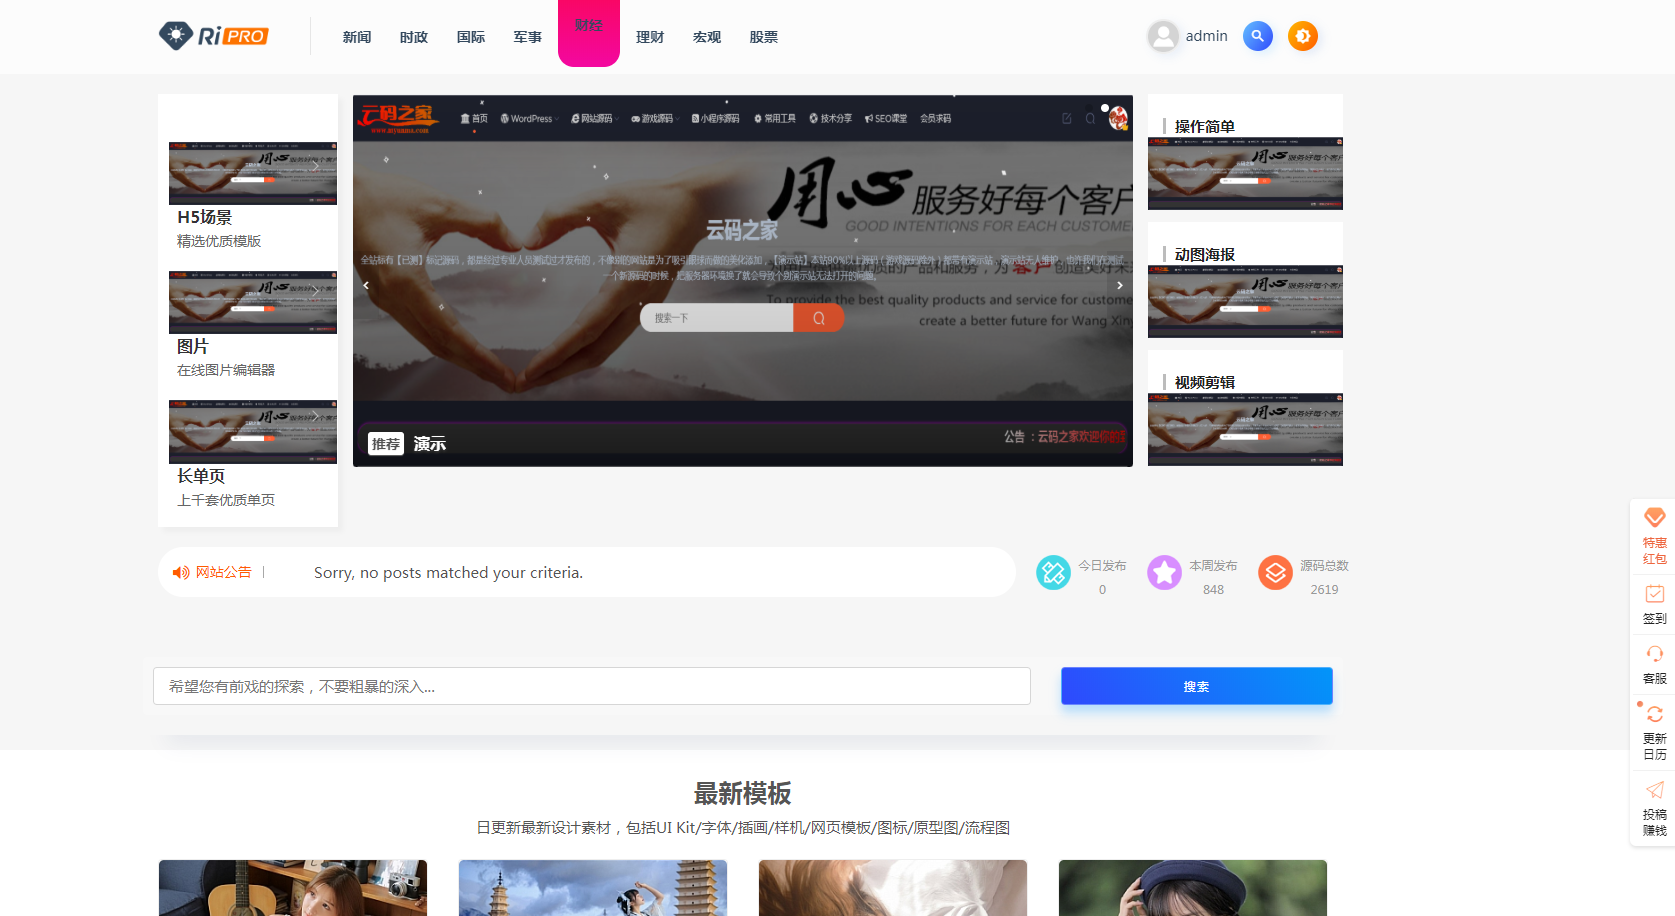 RiPRO
新闻 时政 国际 军事 财经 理财 宏观 股票
admin
H5场景
精选优质模版
图片
在线图片编辑器
长单页
上千套优质单页
云码之家
首页 WordPress 网站源码 游戏源码 小程序源码 常用工具 技术分享 SEO课堂 会员求码
用心 服务好每个客户
GOOD INTENTIONS FOR EACH CUSTOME
云码之家
搜索一下
To provide the best quality products and service for custome
create a better future for Wang Xing
推荐 演示
公告 ：云码之家欢迎你的到
操作简单
动图海报
视频剪辑
网站公告
Sorry, no posts matched your criteria.
今日发布
0
本周发布
848
源码总数
2619
希望您有前戏的探索，不要粗暴的深入...
搜索
特惠
红包
签到
客服
更新
日历
投稿
赚钱
最新模板
日更新最新设计素材，包括UI Kit/字体/插画/样机/网页模板/图标/原型图/流程图